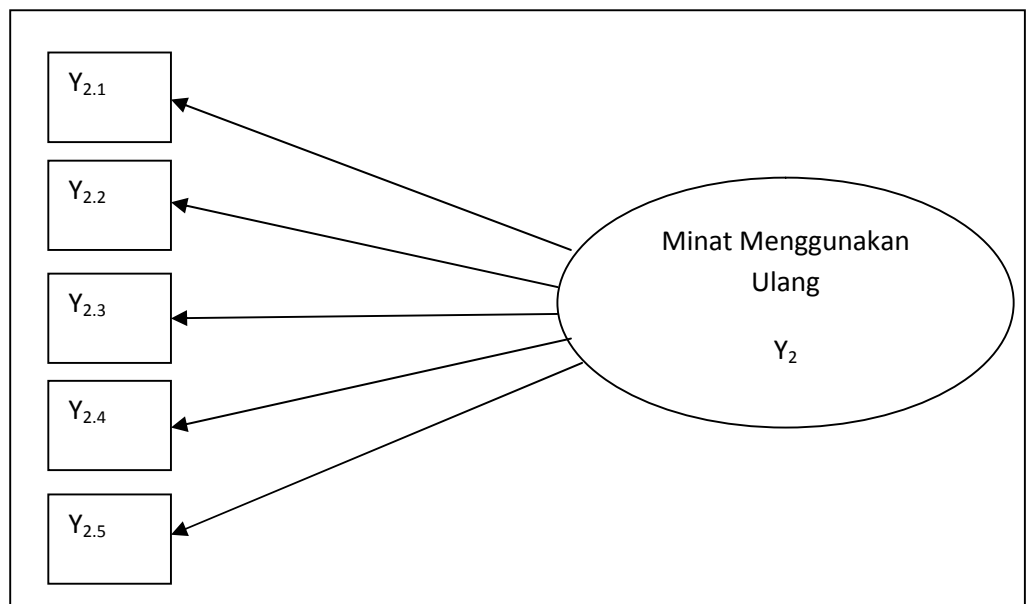 Y2.1
Y2.2
Y2.3
Y2.4
Y2.5
Minat Menggunakan
Ulang
Y2